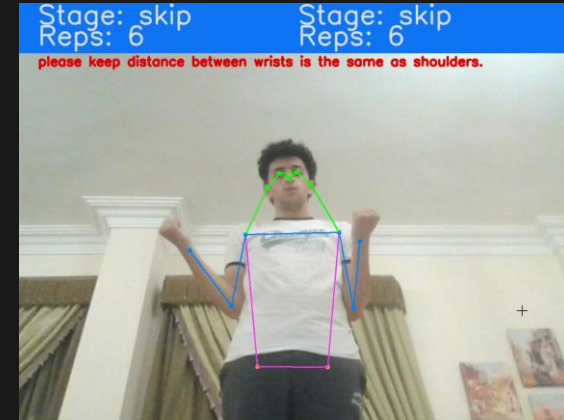 Stage: skip Stage: skip
Reps: 6 Reps: 6
please keep distance between wrists is the same as shoulders.